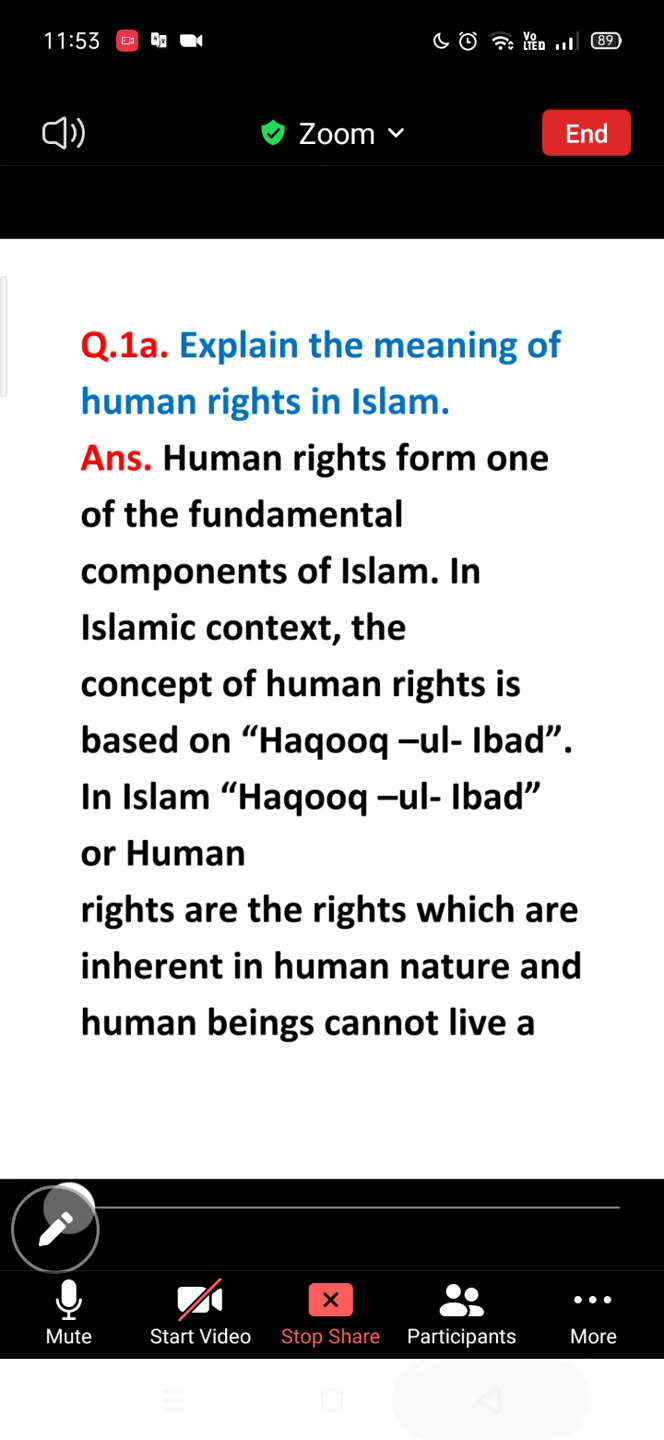 11:53
Vo
LTED
89
Zoom
End
Q.1a. Explain the meaning of
human rights in Islam.
Ans. Human rights form one
of the fundamental
components of Islam. In
Islamic context, the
concept of human rights is
based on “Haqooq –ul- Ibad”.
In Islam “Haqooq –ul- Ibad”
or Human
rights are the rights which are
inherent in human nature and
human beings cannot live a
Mute
Start Video
Stop Share
Participants
More